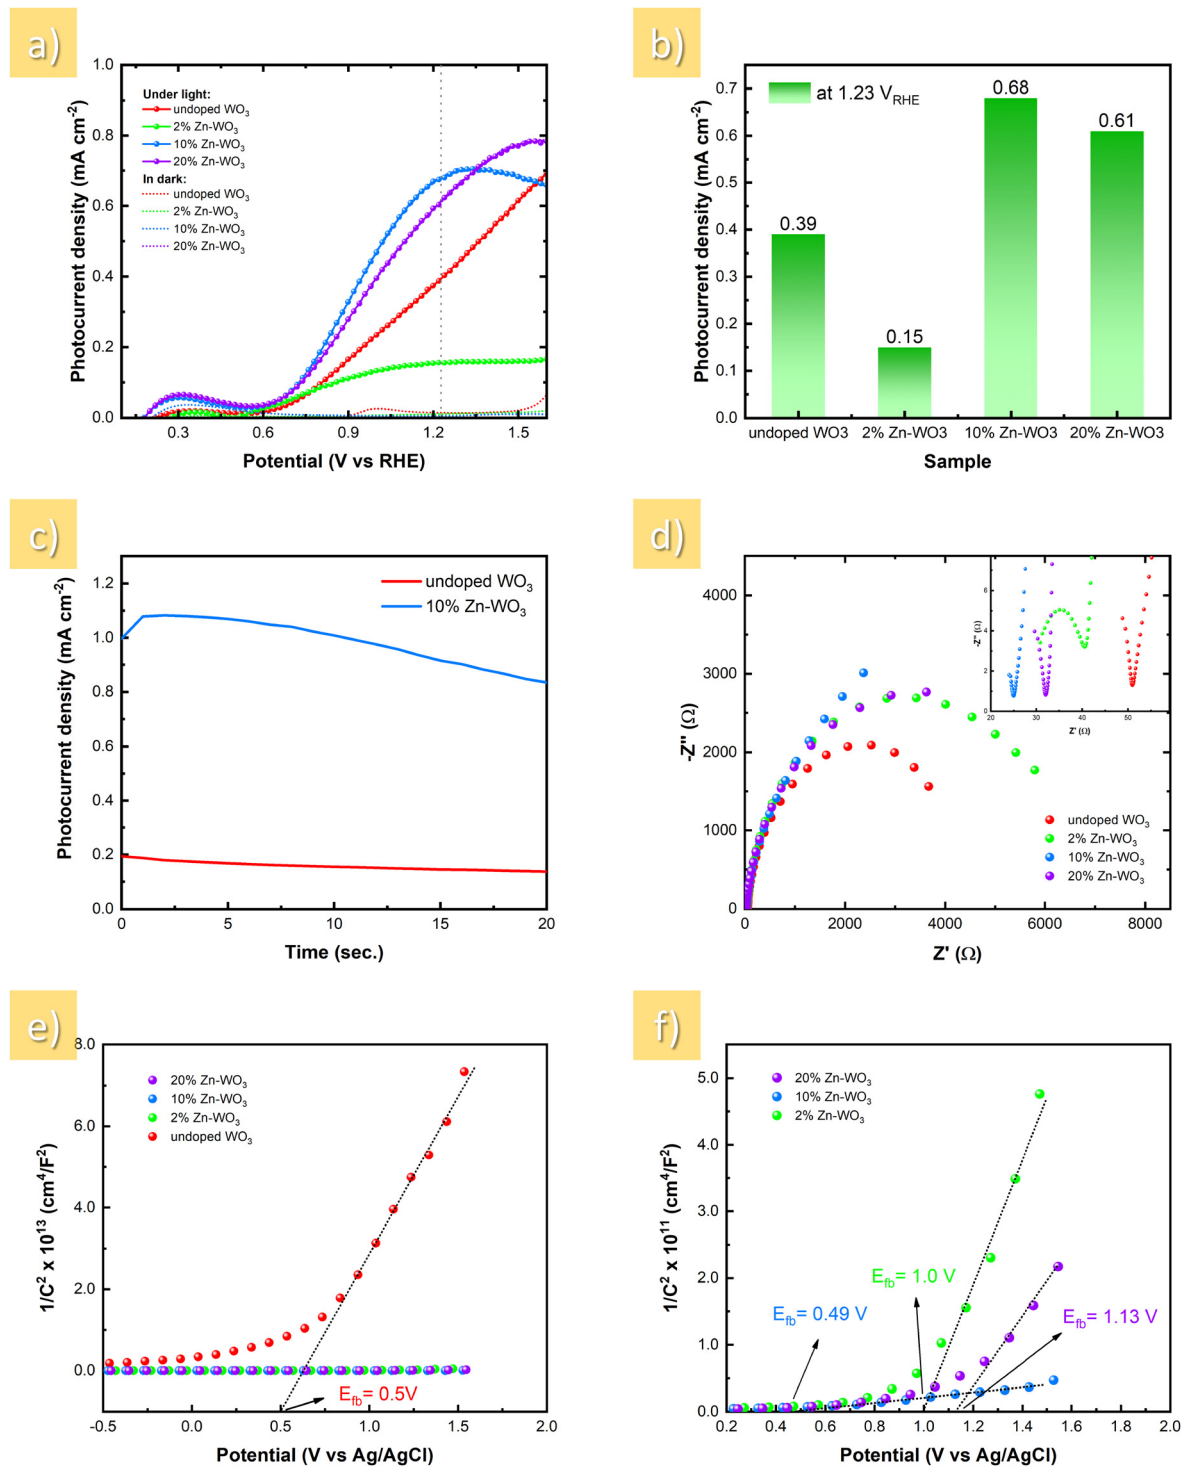 a)
Photocurrent density (mA cm-2)
1.0
0.8
0.6
0.4
0.2
0.0
Under light:
undoped WO3
2% Zn-WO3
10% Zn-WO3
20% Zn-WO3
In dark:
undoped WO3
2% Zn-WO3
10% Zn-WO3
20% Zn-WO3
0.3 0.6 0.9 1.2 1.5
Potential (V vs RHE)
b)
Photocurrent density (mA cm-2)
0.7
0.6
0.5
0.4
0.3
0.2
0.1
0.0
at 1.23 VRHE
0.39
0.15
0.68
0.61
undoped WO3 2% Zn-WO3 10% Zn-WO3 20% Zn-WO3
Sample
c)
Photocurrent density (mA cm-2)
1.2
1.0
0.8
0.6
0.4
0.2
0.0
undoped WO3
10% Zn-WO3
0 5 10 15 20
Time (sec.)
d)
-Z'' (Ω)
4000
3000
2000
1000
0
-Z'' (Ω)
6
4
2
0
20 30 40 50
Z' (Ω)
undoped WO3
2% Zn-WO3
10% Zn-WO3
20% Zn-WO3
0 2000 4000 6000 8000
Z' (Ω)
e)
1/C2 x 1013 (cm4/F2)
8.0
6.0
4.0
2.0
0.0
20% Zn-WO3
10% Zn-WO3
2% Zn-WO3
undoped WO3
Efb= 0.5V
-0.5 0.0 0.5 1.0 1.5 2.0
Potential (V vs Ag/AgCl)
f)
1/C2 x 1011 (cm4/F2)
5.0
4.0
3.0
2.0
1.0
0.0
20% Zn-WO3
10% Zn-WO3
2% Zn-WO3
Efb= 1.0 V
Efb= 0.49 V
Efb= 1.13 V
0.2 0.4 0.6 0.8 1.0 1.2 1.4 1.6 1.8 2.0
Potential (V vs Ag/AgCl)